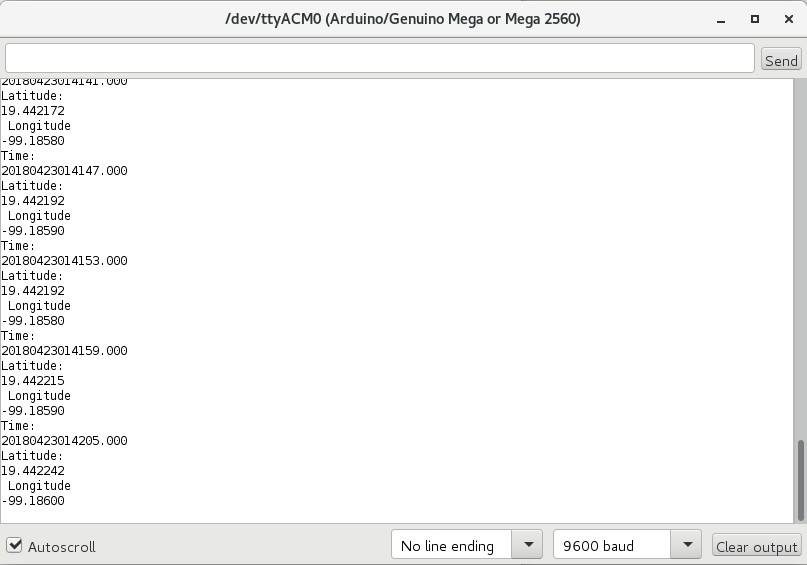 /dev/ttyACM0 (Arduino/Genuino Mega or Mega 2560)
Send
20180423014141.000
Latitude:
19.442172
Longitude
-99.18580
Time:
20180423014147.000
Latitude:
19.442192
Longitude
-99.18590
Time:
20180423014153.000
Latitude:
19.442192
Longitude
-99.18580
Time:
20180423014159.000
Latitude:
19.442215
Longitude
-99.18590
Time:
20180423014205.000
Latitude:
19.442242
Longitude
-99.18600
Autoscroll
No line ending
9600 baud
Clear output